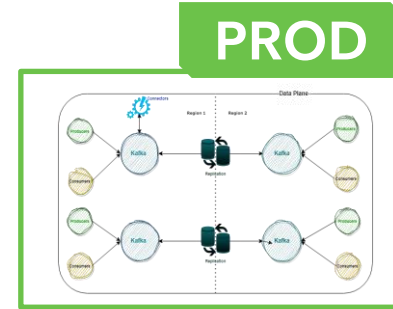 PROD
Data Plane
Connectors
Region 1
Region 2
Producers
Producers
Kafka
Kafka
Consumers
Consumers
Replication
Producers
Producers
Kafka
Kafka
Consumers
Consumers
Replication